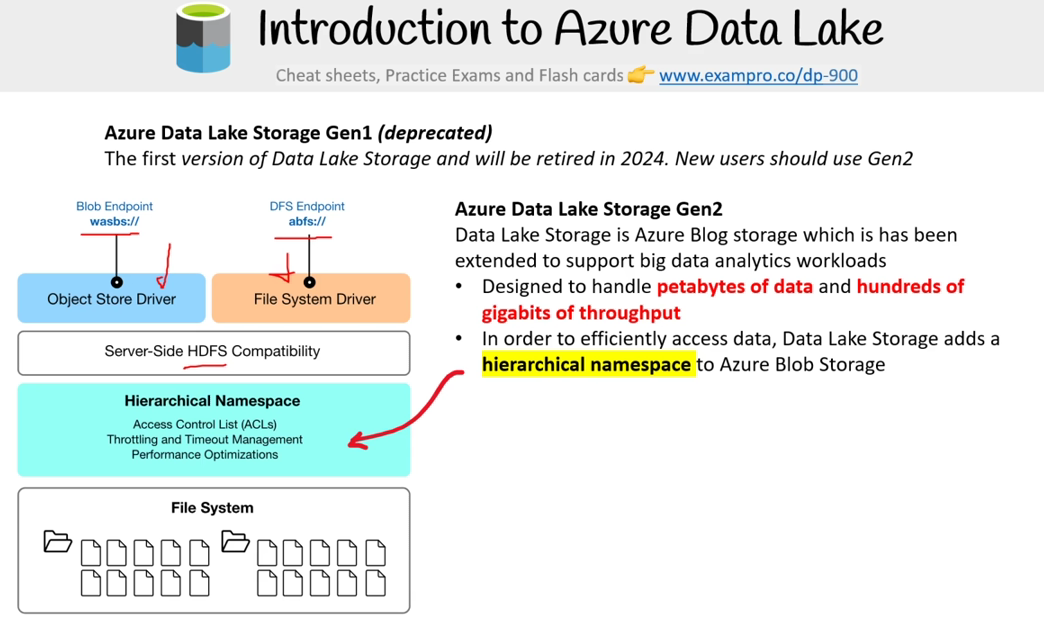 Introduction to Azure Data Lake
Cheat sheets, Practice Exams and Flash cards 👉 www.exampro.co/dp-900
Azure Data Lake Storage Gen1 (deprecated)
The first version of Data Lake Storage and will be retired in 2024. New users should use Gen2
Blob Endpoint
wasbs://
DFS Endpoint
abfs://
Object Store Driver
File System Driver
Server-Side HDFS Compatibility
Hierarchical Namespace
Access Control List (ACLs)
Throttling and Timeout Management
Performance Optimizations
File System
Azure Data Lake Storage Gen2
Data Lake Storage is Azure Blog storage which is has been
extended to support big data analytics workloads
• Designed to handle petabytes of data and hundreds of
gigabits of throughput
• In order to efficiently access data, Data Lake Storage adds a
hierarchical namespace to Azure Blob Storage